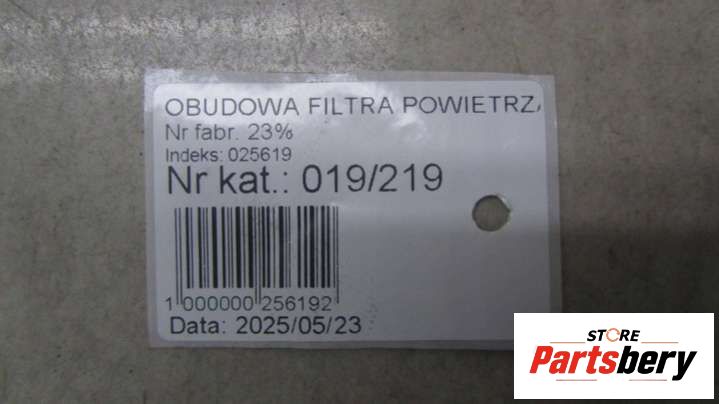 OBUDOWA FILTRA POWIETRZA
Nr fabr. 23%
Indeks: 025619
Nr kat.: 019/219
1 000000 256192
Data: 2025/05/23
STORE
Partsbery